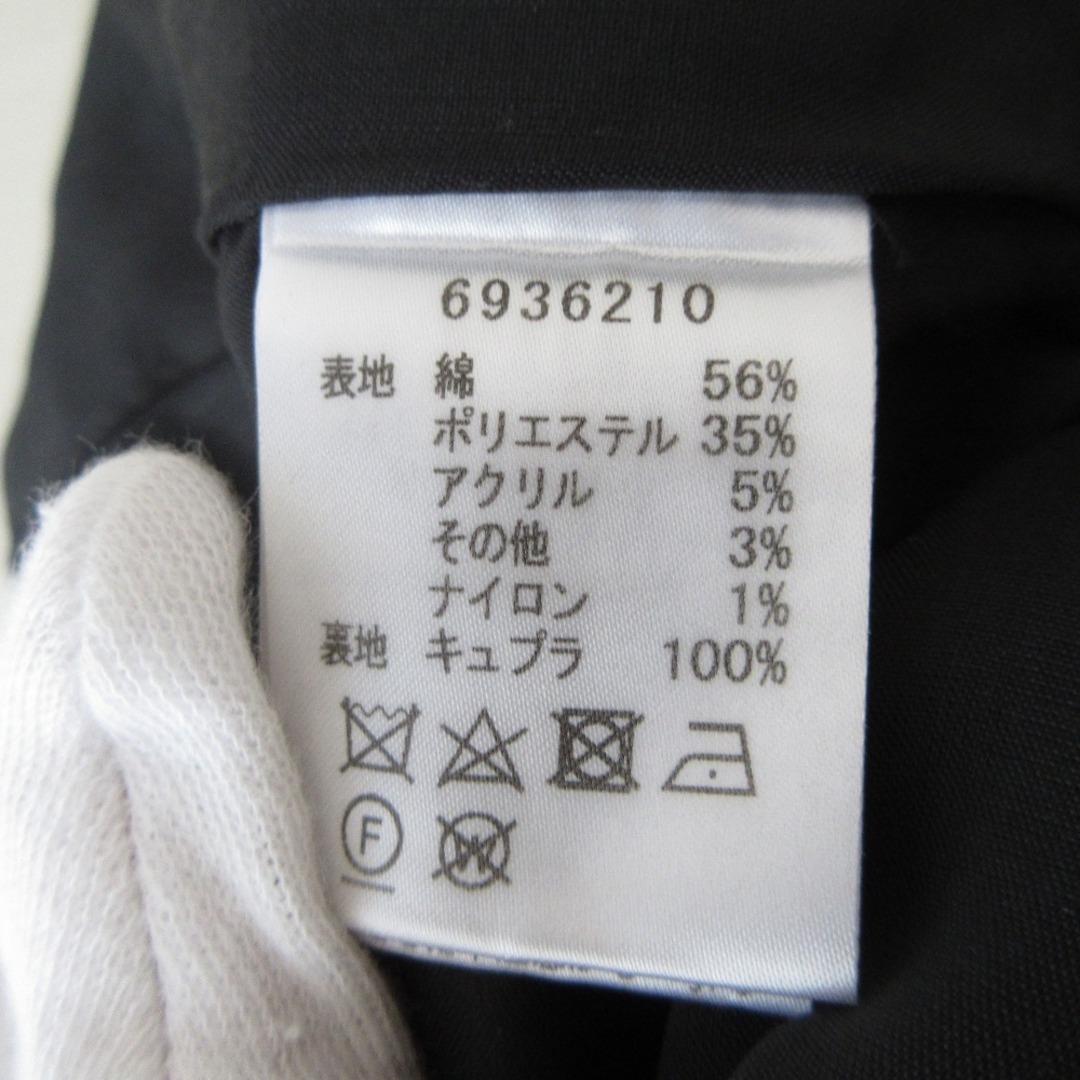 6936210
表地 綿 56%
ポリエステル 35%
アクリル 5%
その他 3%
ナイロン 1%
裏地 キュプラ 100%
F W